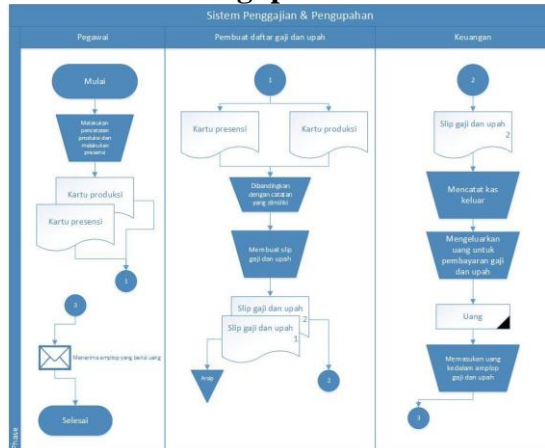 Sistem Penggajian & Pengupahan
Pegawai
Mulai
Melakukan
pencatatan
produksi dan
melakukan
presensi
Kartu produksi
Kartu presensi
1
3
Menerima amplop uang berisi uang
Selesai
Pembuat daftar gaji dan upah
1
Kartu presensi
Kartu produksi
Dibandingkan
dengan catatan
yang dimiliki
Membuat slip
gaji dan upah
Slip gaji dan upah
2
Slip gaji dan upah
1
Arsip
2
Keuangan
2
Slip gaji dan upah
2
Mencatat kas
keluar
Mengeluarkan
uang untuk
pembayaran gaji
dan upah
Uang
Memasukan uang
kedalam amplop
gaji dan upah
3
Phase